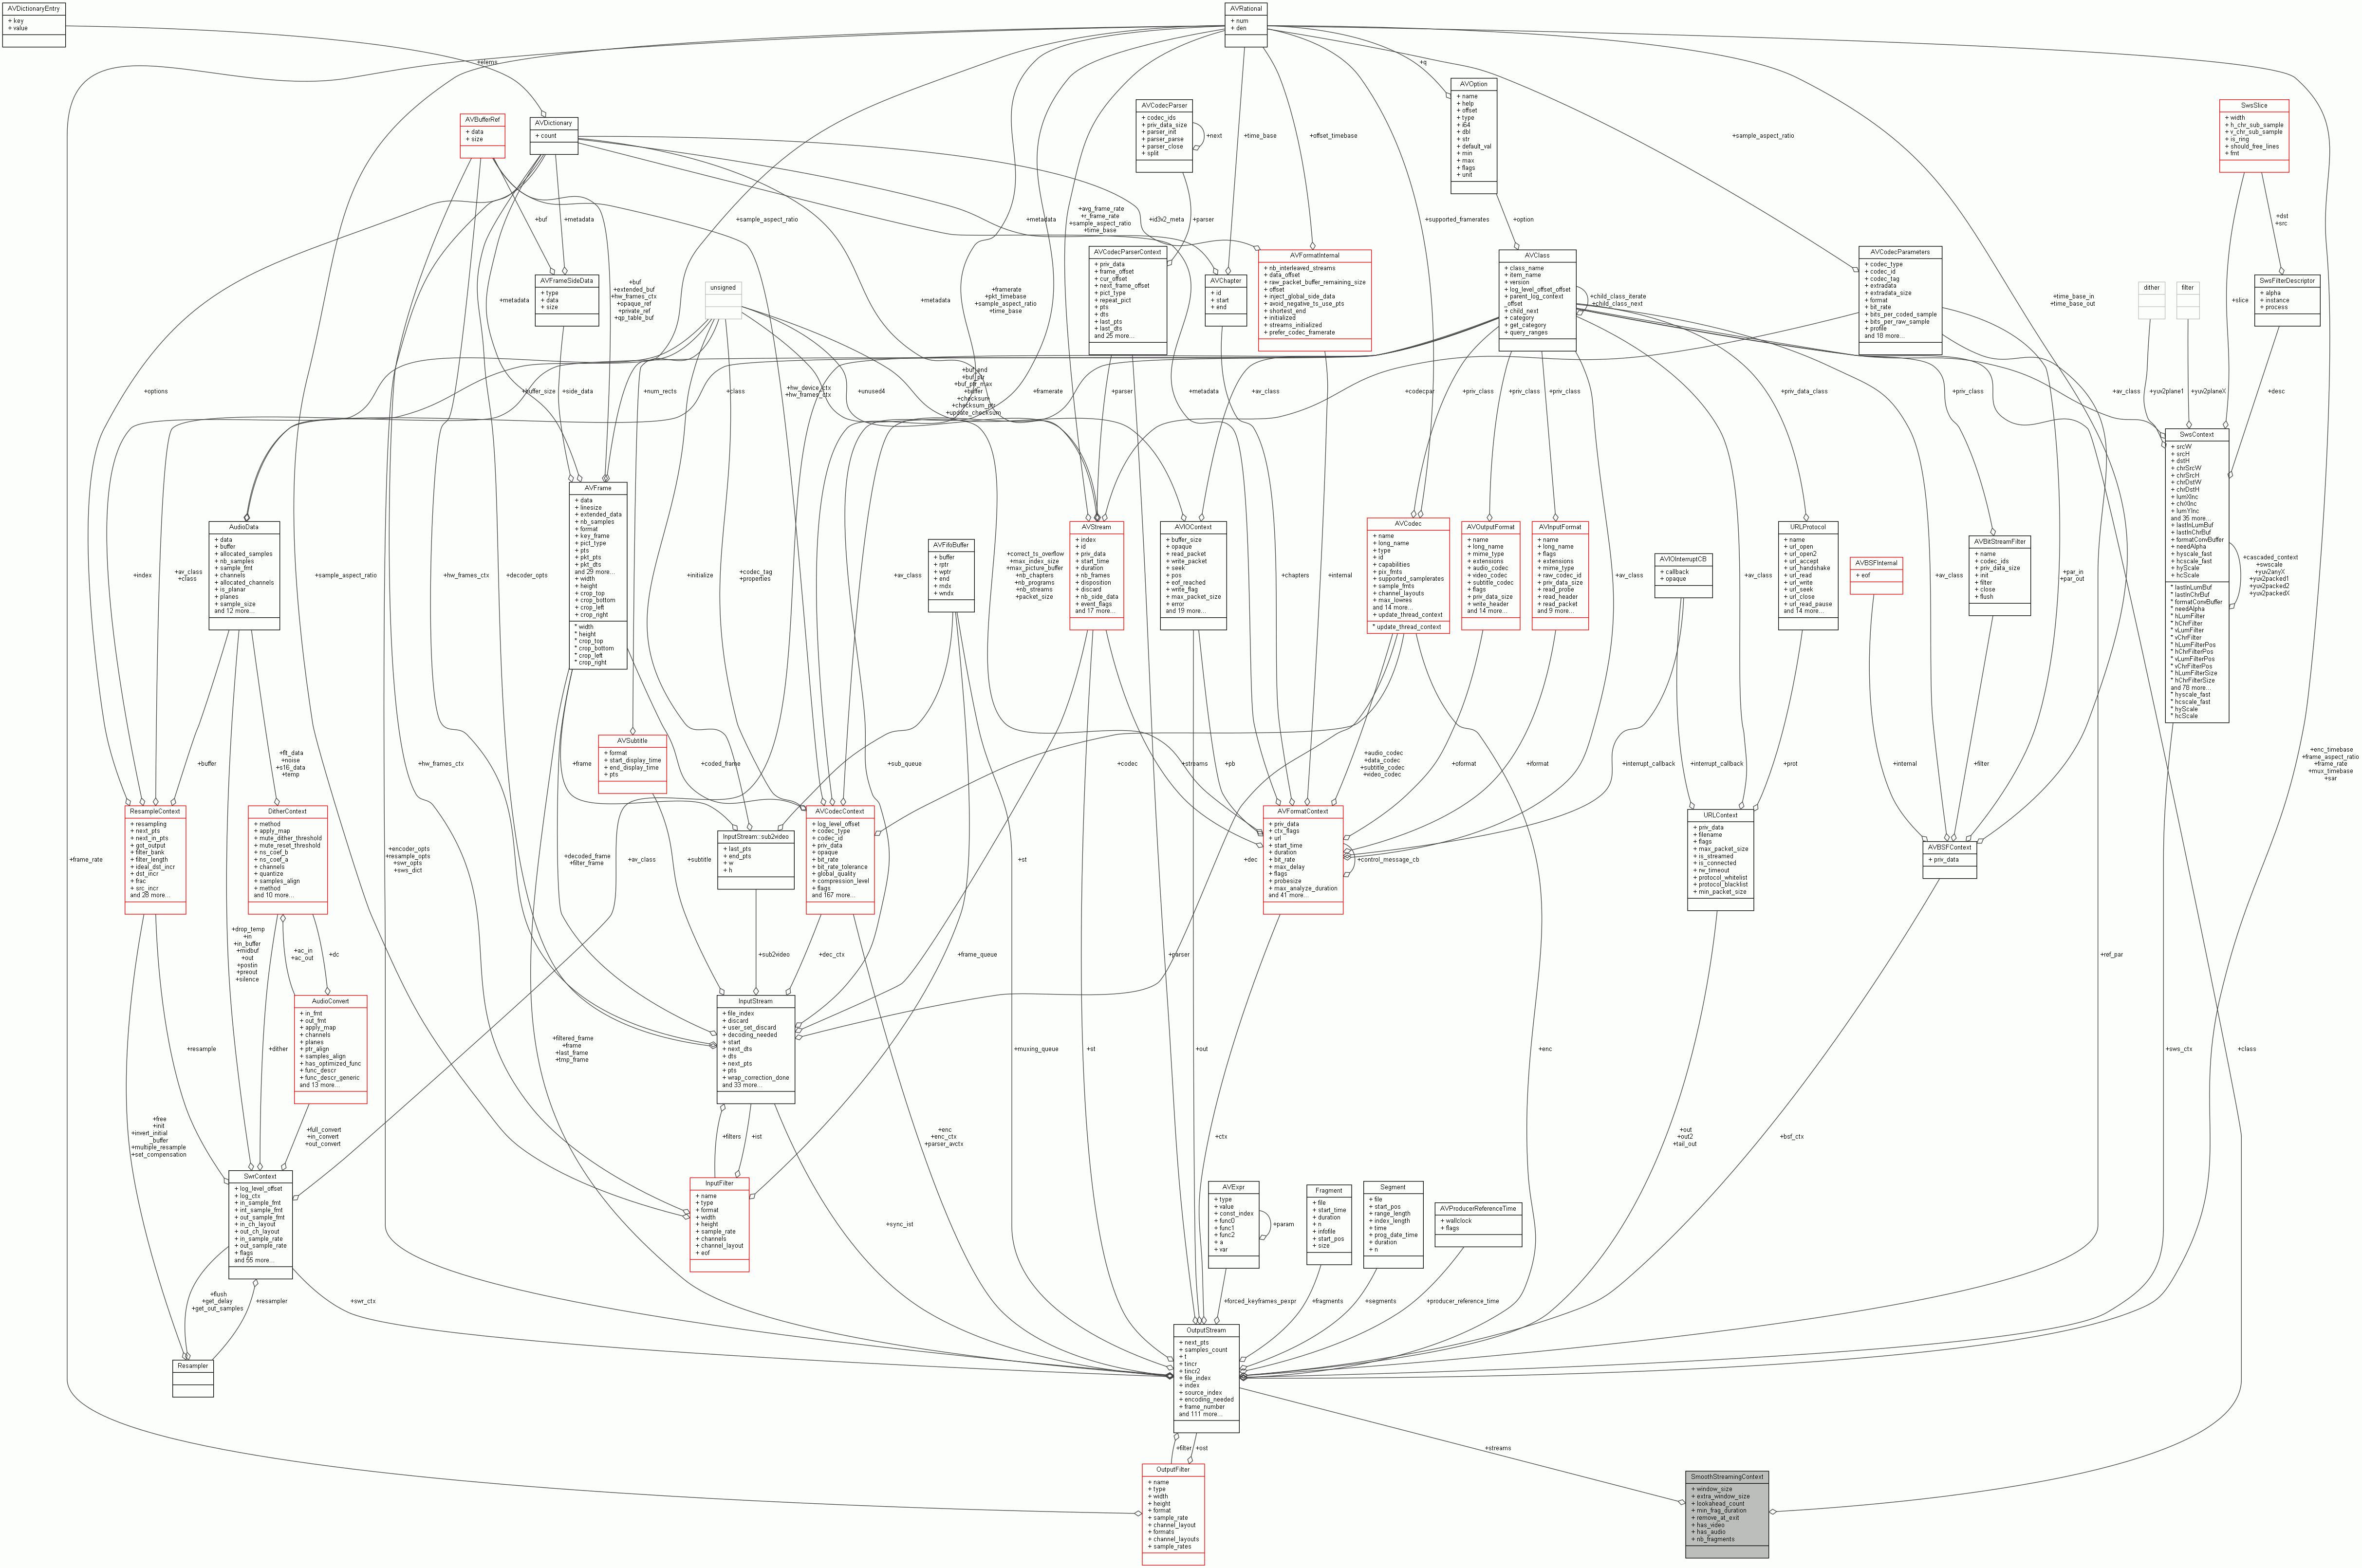 AVDictionaryEntry
+ key
+ value
AVRational
+ num
+ den
+elems
+q
AVBufferRef
+ data
+ size
AVDictionary
+ count
AVCodecParser
+ codec_ids
+ priv_data_size
+ parser_init
+ parser_parse
+ parser_close
+ split
+next
+time_base
+offset_timebase
AVOption
+ name
+ help
+ offset
+ type
+ i64
+ dbl
+ str
+ default_val
+ min
+ max
+ flags
+ unit
+sample_aspect_ratio
SwsSlice
+ width
+ h_chr_sub_sample
+ v_chr_sub_sample
+ is_ring
+ should_free_lines
+ fmt
+buf
+metadata
+sample_aspect_ratio
+metadata
+avg_frame_rate
+r_frame_rate
+sample_aspect_ratio
+time_base
+id3v2_meta
+parser
+supported_framerates
+option
+dst
+src
AVFrameSideData
+ type
+ data
+ size
+metadata
+buf
+extended_buf
+hw_frames_ctx
+opaque_ref
+private_ref
+qp_table_buf
unsigned
+metadata
+framerate
+pkt_timebase
+sample_aspect_ratio
+time_base
AVCodecParserContext
+ priv_data
+ frame_offset
+ cur_offset
+ next_frame_offset
+ pict_type
+ repeat_pict
+ pts
+ dts
+ last_pts
+ last_dts
and 25 more...
AVChapter
+ id
+ start
+ end
AVFormatInternal
+ nb_interleaved_streams
+ data_offset
+ raw_packet_buffer_remaining_size
+ offset
+ inject_global_side_data
+ avoid_negative_ts_use_pts
+ shortest_end
+ initialized
+ streams_initialized
+ prefer_codec_framerate
AVClass
+ class_name
+ item_name
+ version
+ log_level_offset_offset
+ parent_log_context
_offset
+ child_next
+ category
+ get_category
+ query_ranges
+child_class_iterate
+child_class_next
AVCodecParameters
+ codec_type
+ codec_id
+ codec_tag
+ extradata
+ extradata_size
+ format
+ bit_rate
+ bits_per_coded_sample
+ bits_per_raw_sample
+ profile
and 18 more...
+time_base_in
+time_base_out
dither
filter
+slice
SwsFilterDescriptor
+ alpha
+ instance
+ process
+options
+buffer_size
+side_data
+num_rects
+class
+hw_device_ctx
+hw_frames_ctx
+unused4
+buf_end
+buf_ptr
+buf_ptr_max
+buffer
+checksum
+checksum_ptr
+update_checksum
+framerate
+parser
+metadata
+av_class
+codecpar
+priv_class
+priv_class
+priv_class
+priv_data_class
+priv_class
+av_class
+yuv2plane1
+yuv2planeX
+desc
AudioData
+ data
+ buffer
+ allocated_samples
+ nb_samples
+ sample_fmt
+ channels
+ allocated_channels
+ is_planar
+ planes
+ sample_size
and 12 more...
AVFrame
+ data
+ linesize
+ extended_data
+ nb_samples
+ format
+ key_frame
+ pict_type
+ pts
+ pkt_pts
+ pkt_dts
and 29 more...
+ width
+ height
+ crop_top
+ crop_bottom
+ crop_left
+ crop_right
* width
* height
* crop_top
* crop_bottom
* crop_left
* crop_right
AVFifoBuffer
+ buffer
+ rptr
+ wptr
+ end
+ rndx
+ wndx
AVStream
+ index
+ id
+ priv_data
+ start_time
+ duration
+ nb_frames
+ disposition
+ discard
+ nb_side_data
+ event_flags
and 17 more...
AVIOContext
+ buffer_size
+ opaque
+ read_packet
+ write_packet
+ seek
+ pos
+ eof_reached
+ write_flag
+ max_packet_size
+ error
and 19 more...
AVCodec
+ name
+ long_name
+ type
+ id
+ capabilities
+ pix_fmts
+ supported_samplerates
+ sample_fmts
+ channel_layouts
+ max_lowres
and 14 more...
+ update_thread_context
* update_thread_context
AVOutputFormat
+ name
+ long_name
+ mime_type
+ extensions
+ audio_codec
+ video_codec
+ subtitle_codec
+ flags
+ priv_data_size
+ write_header
and 14 more...
AVInputFormat
+ name
+ long_name
+ flags
+ extensions
+ mime_type
+ raw_codec_id
+ priv_data_size
+ read_probe
+ read_header
+ read_packet
and 9 more...
AVIOInterruptCB
+ callback
+ opaque
URLProtocol
+ name
+ url_open
+ url_open2
+ url_accept
+ url_handshake
+ url_read
+ url_write
+ url_seek
+ url_close
+ url_read_pause
and 14 more...
AVBSFInternal
+ eof
AVBitStreamFilter
+ name
+ codec_ids
+ priv_data_size
+ init
+ filter
+ close
+ flush
SwsContext
+ srcW
+ srcH
+ dstH
+ chrSrcW
+ chrSrcH
+ chrDstW
+ chrDstH
+ lumXInc
+ chrXInc
+ lumYInc
and 35 more...
+ lastInLumBuf
+ lastInChrBuf
+ formatConvBuffer
+ needAlpha
+ hyscale_fast
+ hcscale_fast
+ hyScale
+ hcScale
* lastInLumBuf
* lastInChrBuf
* formatConvBuffer
* needAlpha
* hLumFilter
* hChrFilter
* vLumFilter
* vChrFilter
* hLumFilterPos
* hChrFilterPos
* vLumFilterPos
* vChrFilterPos
* hLumFilterSize
* hChrFilterSize
and 78 more...
* hyscale_fast
* hcscale_fast
* hyScale
* hcScale
+cascaded_context
+swscale
+yuv2anyX
+yuv2packed1
+yuv2packed2
+yuv2packedX
+index
+av_class
+class
+sample_aspect_ratio
+hw_frames_ctx
+decoder_opts
+initialize
+codec_tag
+properties
+av_class
+correct_ts_overflow
+max_index_size
+max_picture_buffer
+nb_chapters
+nb_programs
+nb_streams
+packet_size
+chapters
+internal
+av_class
+av_class
+av_class
+par_in
+par_out
+buffer
+flt_data
+noise
+s16_data
+temp
+hw_frames_ctx
+frame
AVSubtitle
+ format
+ start_display_time
+ end_display_time
+ pts
+coded_frame
+sub_queue
+codec
+streams
+pb
+audio_codec
+data_codec
+subtitle_codec
+video_codec
+oformat
+iformat
+interrupt_callback
+interrupt_callback
+prot
+internal
+filter
+enc_timebase
+frame_aspect_ratio
+frame_rate
+mux_timebase
+sar
ResampleContext
+ resampling
+ next_pts
+ next_in_pts
+ got_output
+ filter_bank
+ filter_length
+ ideal_dst_incr
+ dst_incr
+ frac
+ src_incr
and 28 more...
DitherContext
+ method
+ apply_map
+ mute_dither_threshold
+ mute_reset_threshold
+ ns_coef_b
+ ns_coef_a
+ channels
+ quantize
+ samples_align
+ method
and 10 more...
InputStream::sub2video
+ last_pts
+ end_pts
+ w
+ h
AVCodecContext
+ log_level_offset
+ codec_type
+ codec_id
+ priv_data
+ opaque
+ bit_rate
+ bit_rate_tolerance
+ global_quality
+ compression_level
+ flags
and 167 more...
AVFormatContext
+ priv_data
+ ctx_flags
+ url
+ start_time
+ duration
+ bit_rate
+ max_delay
+ flags
+ probesize
+ max_analyze_duration
and 41 more...
+control_message_cb
URLContext
+ priv_data
+ filename
+ flags
+ max_packet_size
+ is_streamed
+ is_connected
+ rw_timeout
+ protocol_whitelist
+ protocol_blacklist
+ min_packet_size
AVBSFContext
+ priv_data
+frame_rate
+encoder_opts
+resample_opts
+swr_opts
+sws_dict
+decoded_frame
+filter_frame
+av_class
+subtitle
+st
+dec
+drop_temp
+in
+in_buffer
+midbuf
+out
+postin
+preout
+silence
+ac_in
+ac_out
+dc
+sub2video
+dec_ctx
+frame_queue
+parser
+ref_par
AudioConvert
+ in_fmt
+ out_fmt
+ apply_map
+ channels
+ planes
+ ptr_align
+ samples_align
+ has_optimized_func
+ func_descr
+ func_descr_generic
and 13 more...
InputStream
+ file_index
+ discard
+ user_set_discard
+ decoding_needed
+ start
+ next_dts
+ dts
+ next_pts
+ pts
+ wrap_correction_done
and 33 more...
+resample
+dither
+filtered_frame
+frame
+last_frame
+tmp_frame
+muxing_queue
+st
+out
+enc
+sws_ctx
+class
+free
+init
+invert_initial
_buffer
+multiple_resample
+set_compensation
+full_convert
+in_convert
+out_convert
+filters
+ist
+enc
+enc_ctx
+parser_avctx
+ctx
+out
+out2
+tail_out
+bsf_ctx
SwrContext
+ log_level_offset
+ log_ctx
+ in_sample_fmt
+ int_sample_fmt
+ out_sample_fmt
+ in_ch_layout
+ out_ch_layout
+ in_sample_rate
+ out_sample_rate
+ flags
and 55 more...
InputFilter
+ name
+ type
+ format
+ width
+ height
+ sample_rate
+ channels
+ channel_layout
+ eof
+sync_ist
AVExpr
+ type
+ value
+ const_index
+ func0
+ func1
+ func2
+ a
+ var
+param
Fragment
+ file
+ start_time
+ duration
+ n
+ infofile
+ start_pos
+ size
Segment
+ file
+ start_pos
+ range_length
+ index_length
+ time
+ prog_date_time
+ duration
+ n
AVProducerReferenceTime
+ wallclock
+ flags
+flush
+get_delay
+get_out_samples
+resampler
+swr_ctx
+forced_keyframes_pexpr
+fragments
+segments
+producer_reference_time
Resampler
OutputStream
+ next_pts
+ samples_count
+ t
+ tincr
+ tincr2
+ file_index
+ index
+ source_index
+ encoding_needed
+ frame_number
and 111 more...
+filter
+ost
+streams
OutputFilter
+ name
+ type
+ width
+ height
+ format
+ sample_rate
+ channel_layout
+ formats
+ channel_layouts
+ sample_rates
SmoothStreamingContext
+ window_size
+ extra_window_size
+ lookahead_count
+ min_frag_duration
+ remove_at_exit
+ has_video
+ has_audio
+ nb_fragments